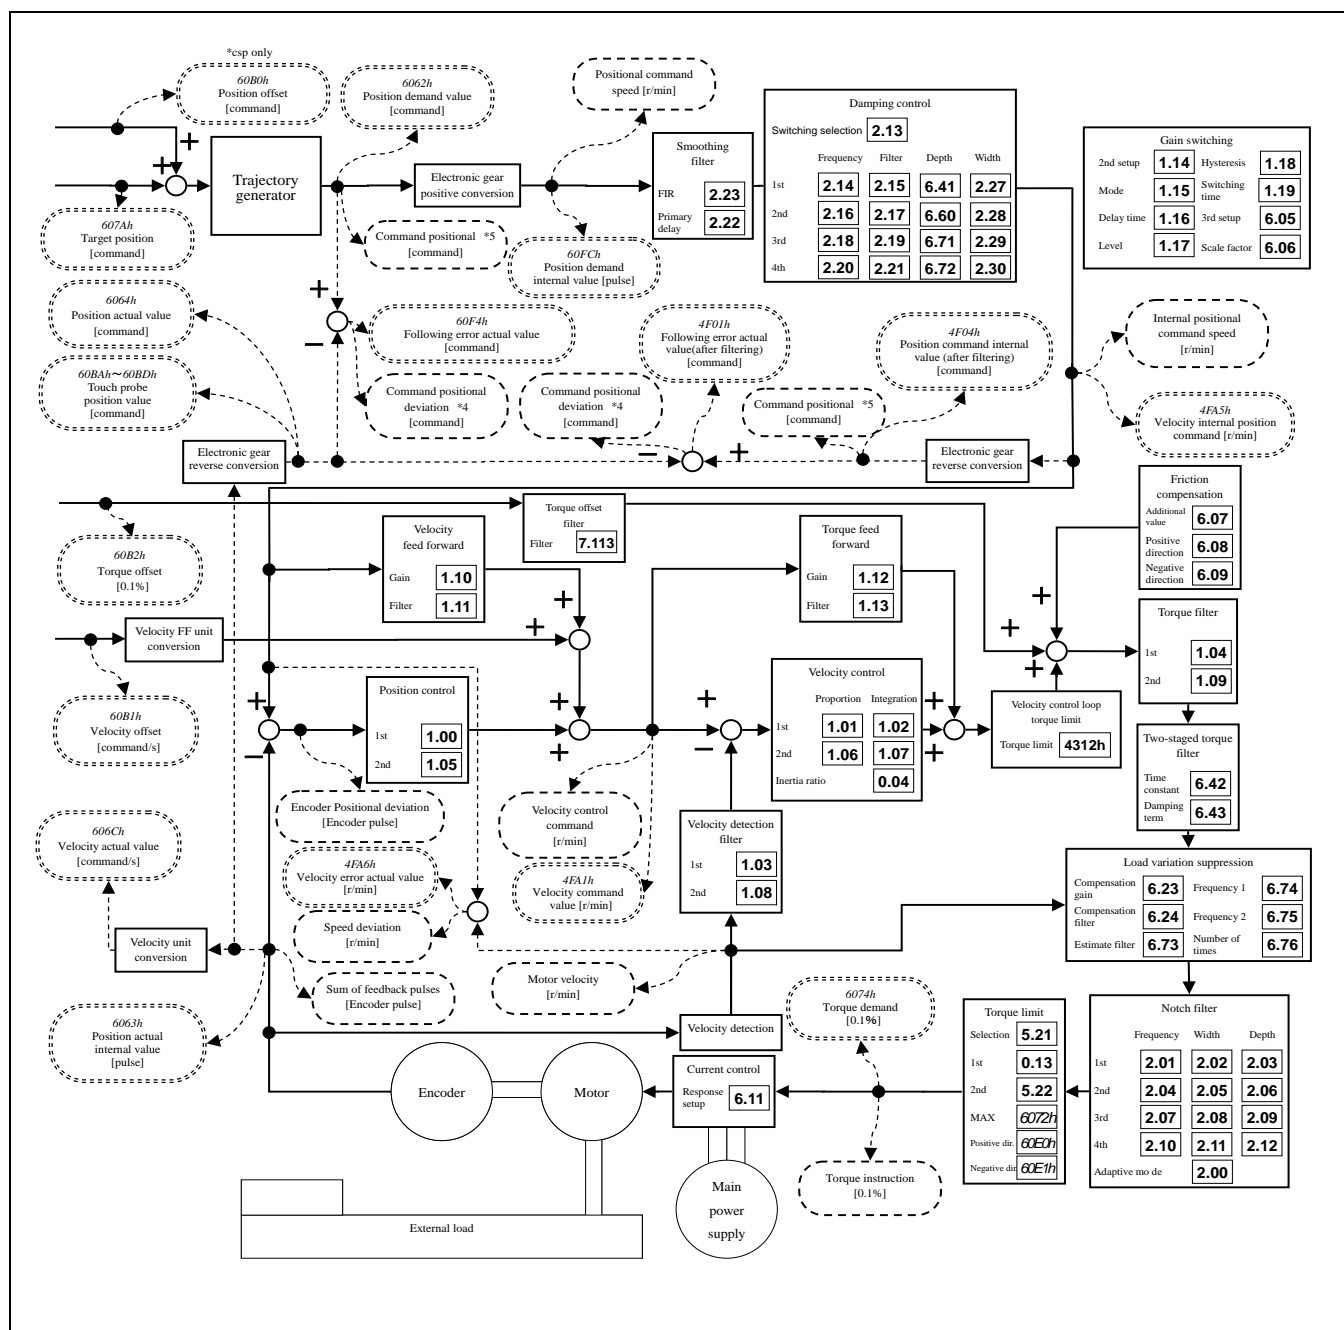 *csp only
60B0h
Position offset
[command]
6062h
Position demand value
[command]
Positional command
speed [r/min]
+
+
607Ah
Target position
[command]
Trajectory
generator
Electronic gear
positive conversion
Smoothing
filter
FIR 2.23
Primary
delay 2.22
Damping control
Switching selection 2.13
Frequency Filter Depth Width
1st 2.14 2.15 6.41 2.27
2nd 2.16 2.17 6.60 2.28
3rd 2.18 2.19 6.71 2.29
4th 2.20 2.21 6.72 2.30
Gain switching
2nd setup 1.14 Hysteresis 1.18
Mode 1.15 Switching
time 1.19
Delay time 1.16 3rd setup 6.05
Level 1.17 Scale factor 6.06
Command positional *5
[command]
60FCh
Position demand
internal value [pulse]
6064h
Position actual value
[command]
+
−
60F4h
Following error actual value
[command]
4F01h
Following error actual
value(after filtering)
[command]
4F04h
Position command internal
value (after filtering)
[command]
Internal positional
command speed
[r/min]
60BAh～60BDh
Touch probe
position value
[command]
Command positional
deviation *4
[command]
Command positional
deviation *4
[command]
Command positional *5
[command]
4FA5h
Velocity internal position
command [r/min]
Electronic gear
reverse conversion
−
+
Electronic gear
reverse conversion
60B2h
Torque offset
[0.1%]
Torque offset
filter
Filter 7.113
Friction
compensation
Additional
value 6.07
Positive
direction 6.08
Negative
direction 6.09
Velocity
feed forward
Gain 1.10
Filter 1.11
Torque feed
forward
Gain 1.12
Filter 1.13
+
+
+
+
+
Torque filter
1st 1.04
2nd 1.09
Velocity FF unit
conversion
60B1h
Velocity offset
[command/s]
+
−
Position control
1st 1.00
2nd 1.05
+
+
+
−
Velocity control
Proportion Integration
1st 1.01 1.02
2nd 1.06 1.07
Inertia ratio 0.04
+
+
Velocity control loop
torque limit
Torque limit 4312h
Two-staged torque
filter
Time
constant 6.42
Damping
term 6.43
Encoder Positional deviation
[Encoder pulse]
Velocity control
command
[r/min]
Velocity detection
filter
1st 1.03
2nd 1.08
606Ch
Velocity actual value
[command/s]
4FA6h
Velocity error actual value
[r/min]
4FA1h
Velocity command
value [r/min]
Load variation suppression
Compensation
gain 6.23 Frequency 1 6.74
Compensation
filter 6.24 Frequency 2 6.75
Estimate filter 6.73 Number of
times 6.76
Speed deviation
[r/min]
Velocity unit
conversion
Sum of feedback pulses
[Encoder pulse]
Motor velocity
[r/min]
6063h
Position actual
internal value
[pulse]
Velocity detection
6074h
Torque demand
[0.1%]
Torque limit
Selection 5.21
1st 0.13
2nd 5.22
MAX 6072h
Positive dir. 60E0h
Negative dir 60E1h
Notch filter
Frequency Width Depth
1st 2.01 2.02 2.03
2nd 2.04 2.05 2.06
3rd 2.07 2.08 2.09
4th 2.10 2.11 2.12
Adaptive mo de 2.00
Encoder
Motor
Current control
Response
setup 6.11
Torque instruction
[0.1%]
Main
power
supply
External load